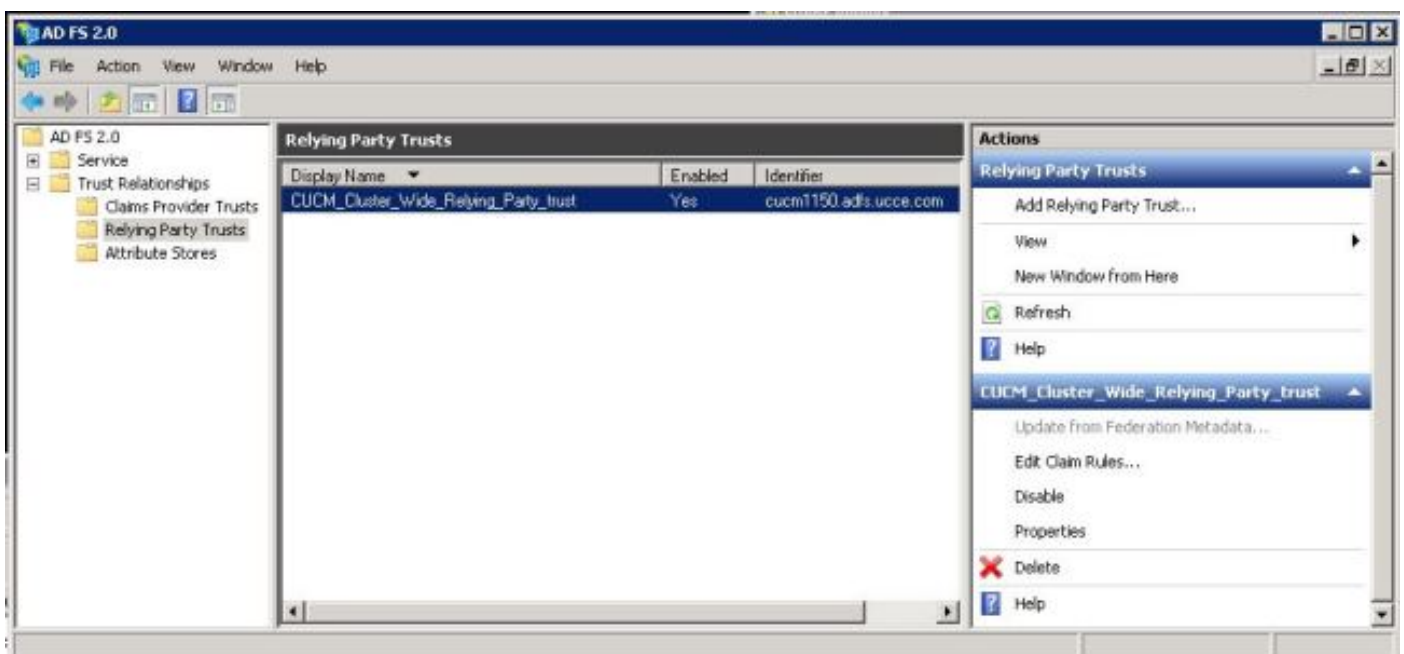 AD FS 2.0
File Action View Window Help
AD FS 2.0
Service
Trust Relationships
Claims Provider Trusts
Relying Party Trusts
Attribute Stores
Relying Party Trusts
Display Name Enabled Identifier
CUCM_Cluster_Wide_Relying_Party_trust Yes cucm1150.adfs.ucce.com
Actions
Relying Party Trusts
Add Relying Party Trust...
View
New Window from Here
Refresh
Help
CUCM_Cluster_Wide_Relying_Party_trust
Update from Federation Metadata...
Edit Claim Rules...
Disable
Properties
Delete
Help